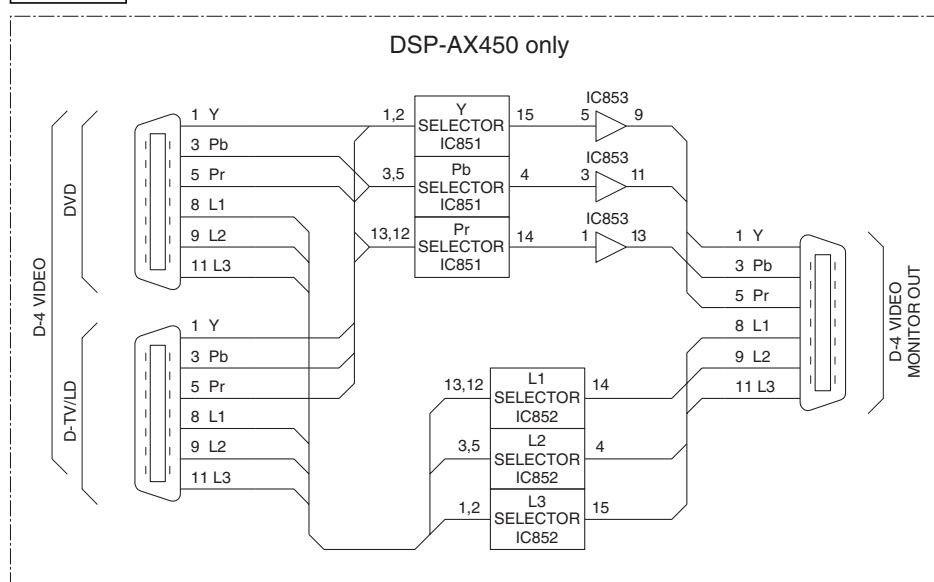 DSP-AX450 only
D-4 VIDEO
DVD
1 Y
3 Pb
5 Pr
8 L1
9 L2
11 L3
D-TV/LD
1 Y
3 Pb
5 Pr
8 L1
9 L2
11 L3
1,2
Y
SELECTOR
IC851
15
5
IC853
9
3,5
Pb
SELECTOR
IC851
4
3
IC853
11
13,12
Pr
SELECTOR
IC851
14
1
IC853
13
13,12
L1
SELECTOR
IC852
14
3,5
L2
SELECTOR
IC852
4
1,2
L3
SELECTOR
IC852
15
1 Y
3 Pb
5 Pr
8 L1
9 L2
11 L3
D-4 VIDEO
MONITOR OUT